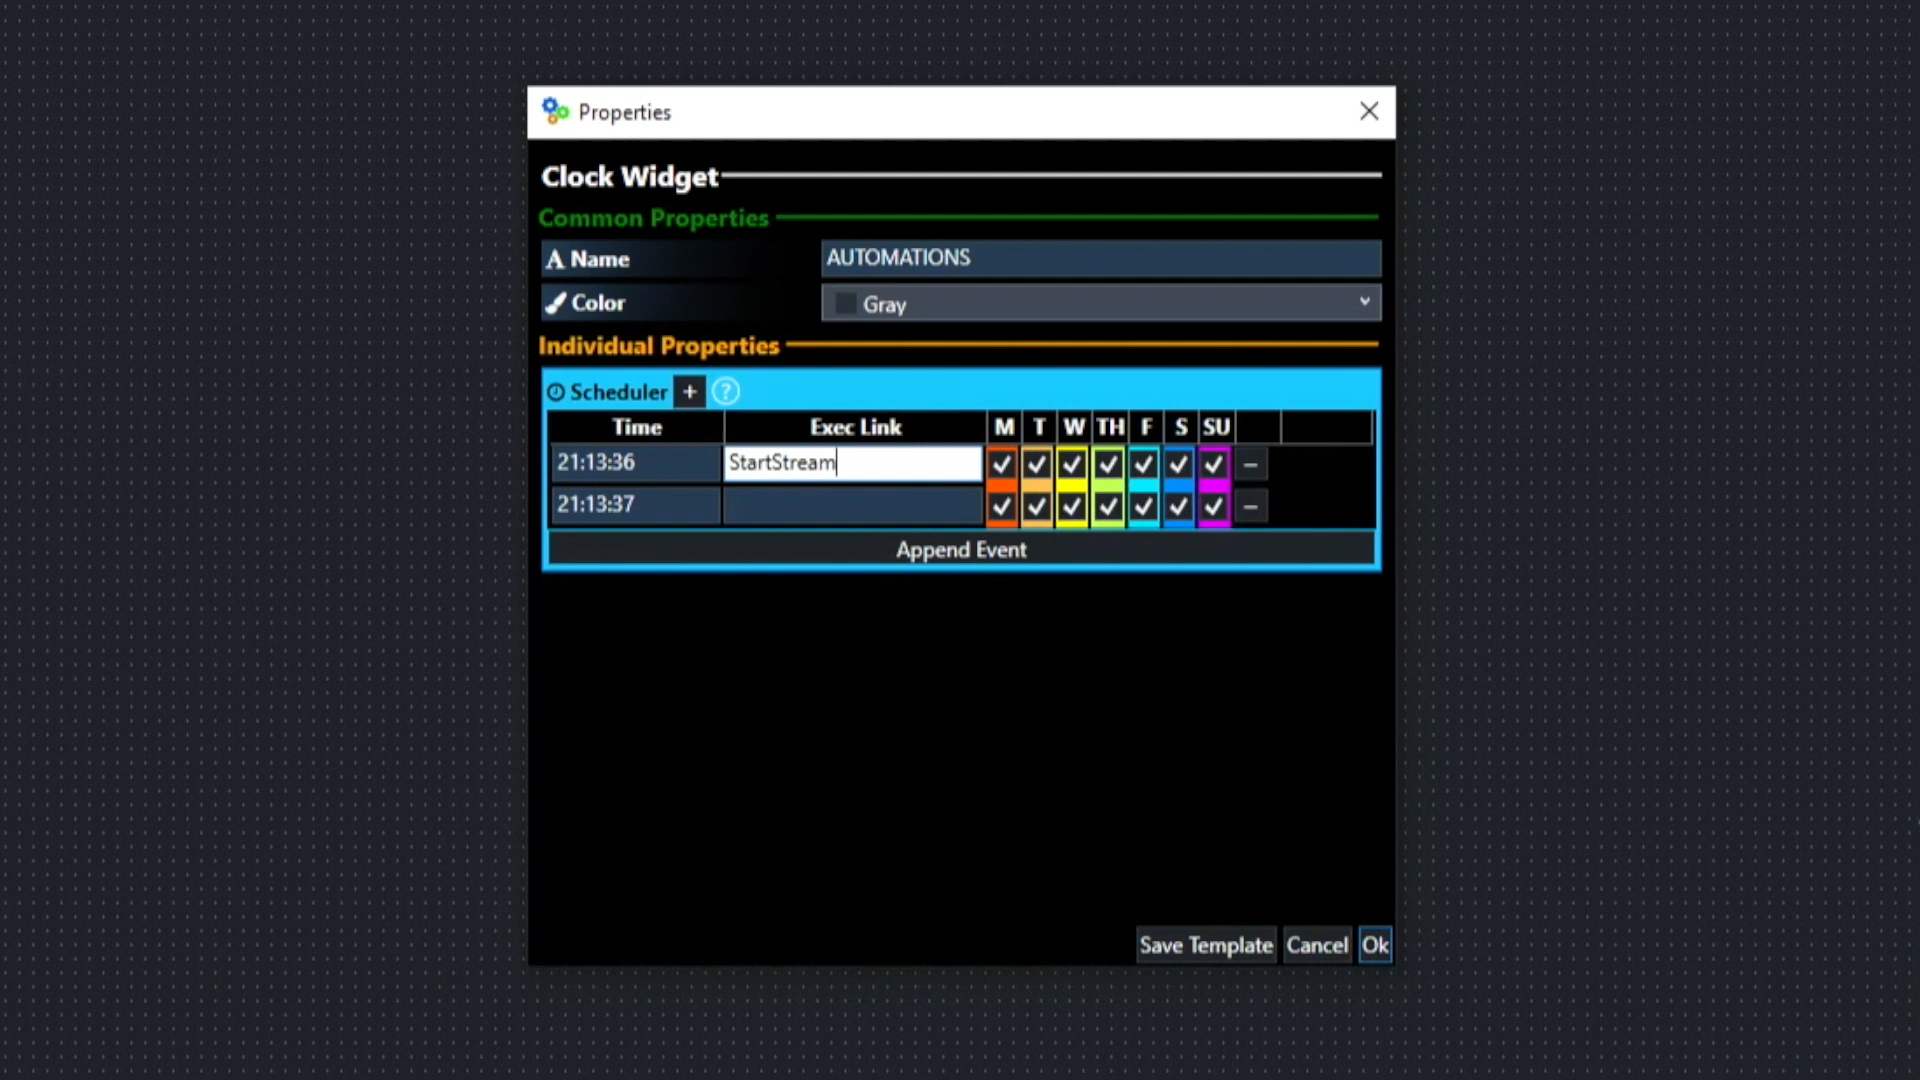 Properties
Clock Widget
Common Properties
Name AUTOMATIONS
Color Gray
Individual Properties
Scheduler + ?
Time Exec Link M T W TH F S SU
21:13:36 StartStream
21:13:37
Append Event
Save Template Cancel Ok